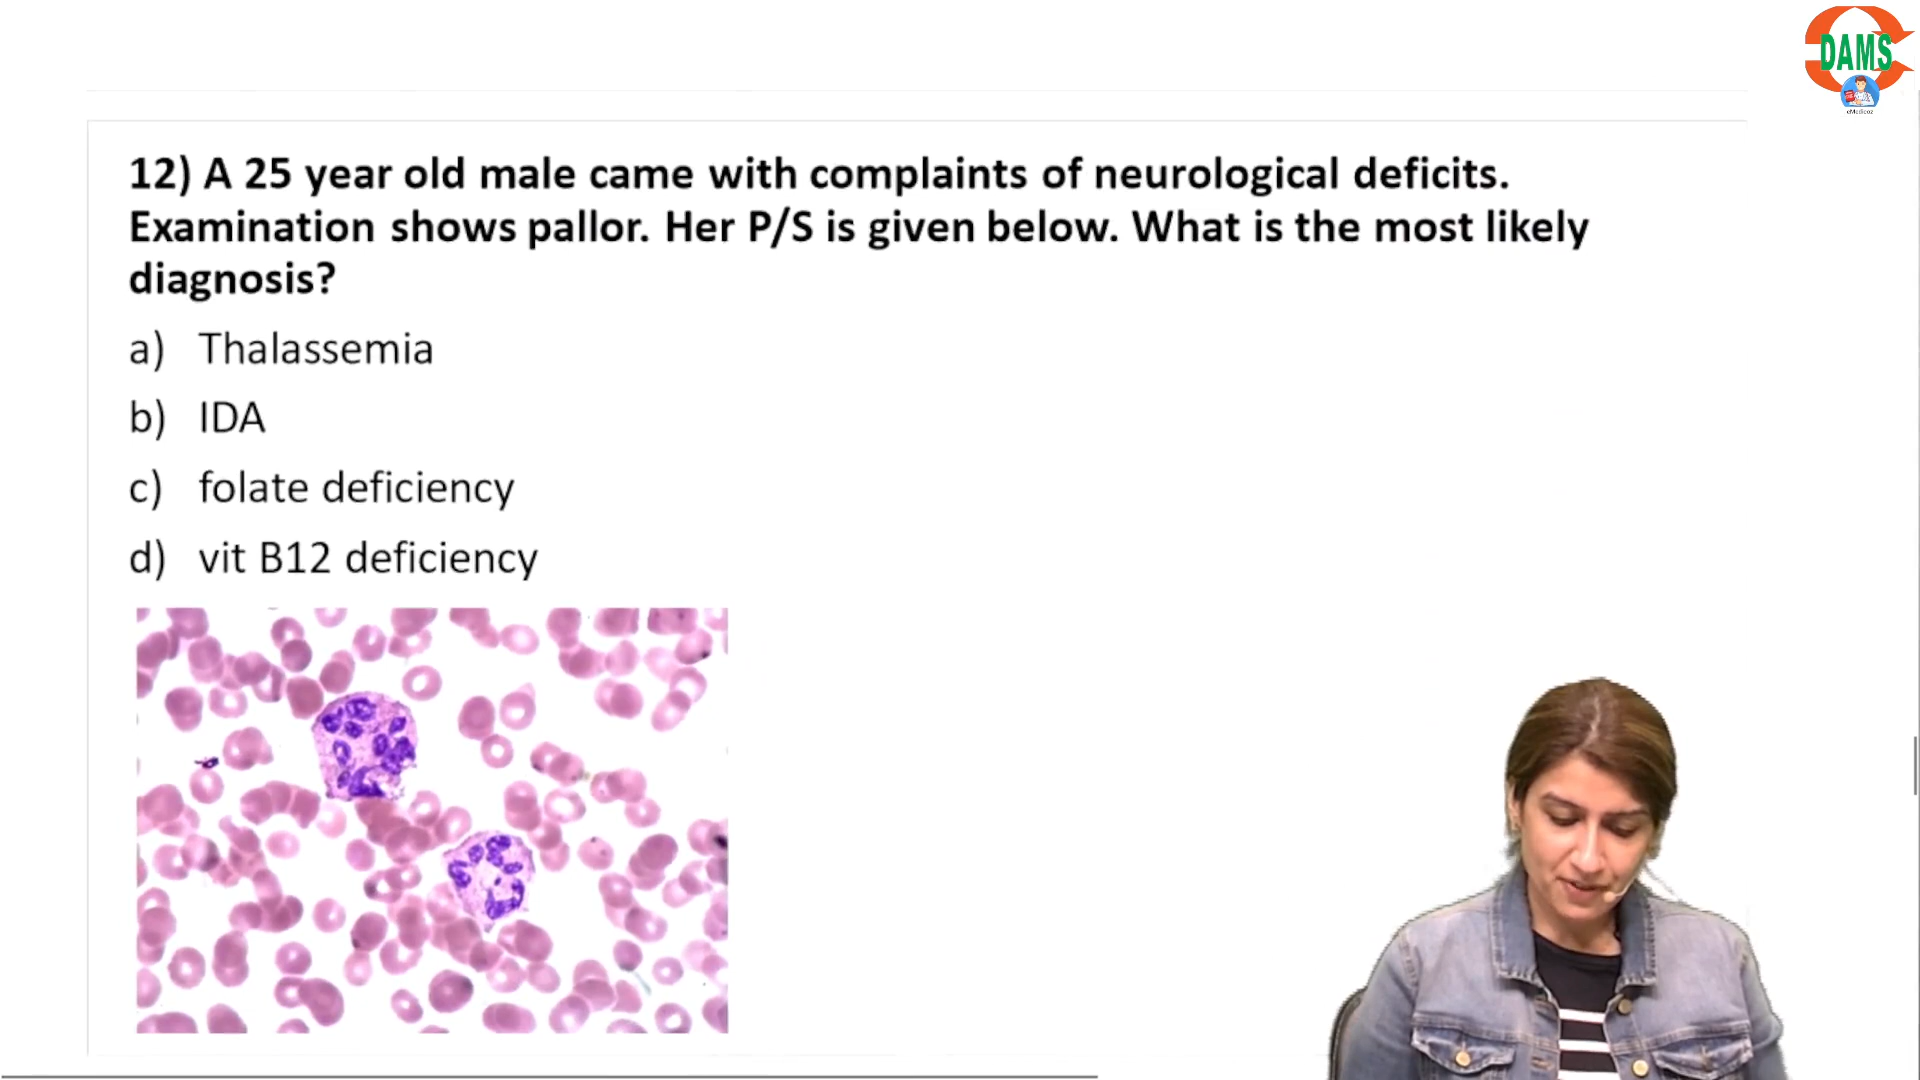 DAMS
eMedicoz
12) A 25 year old male came with complaints of neurological deficits.
Examination shows pallor. Her P/S is given below. What is the most likely
diagnosis?
a) Thalassemia
b) IDA
c) folate deficiency
d) vit B12 deficiency